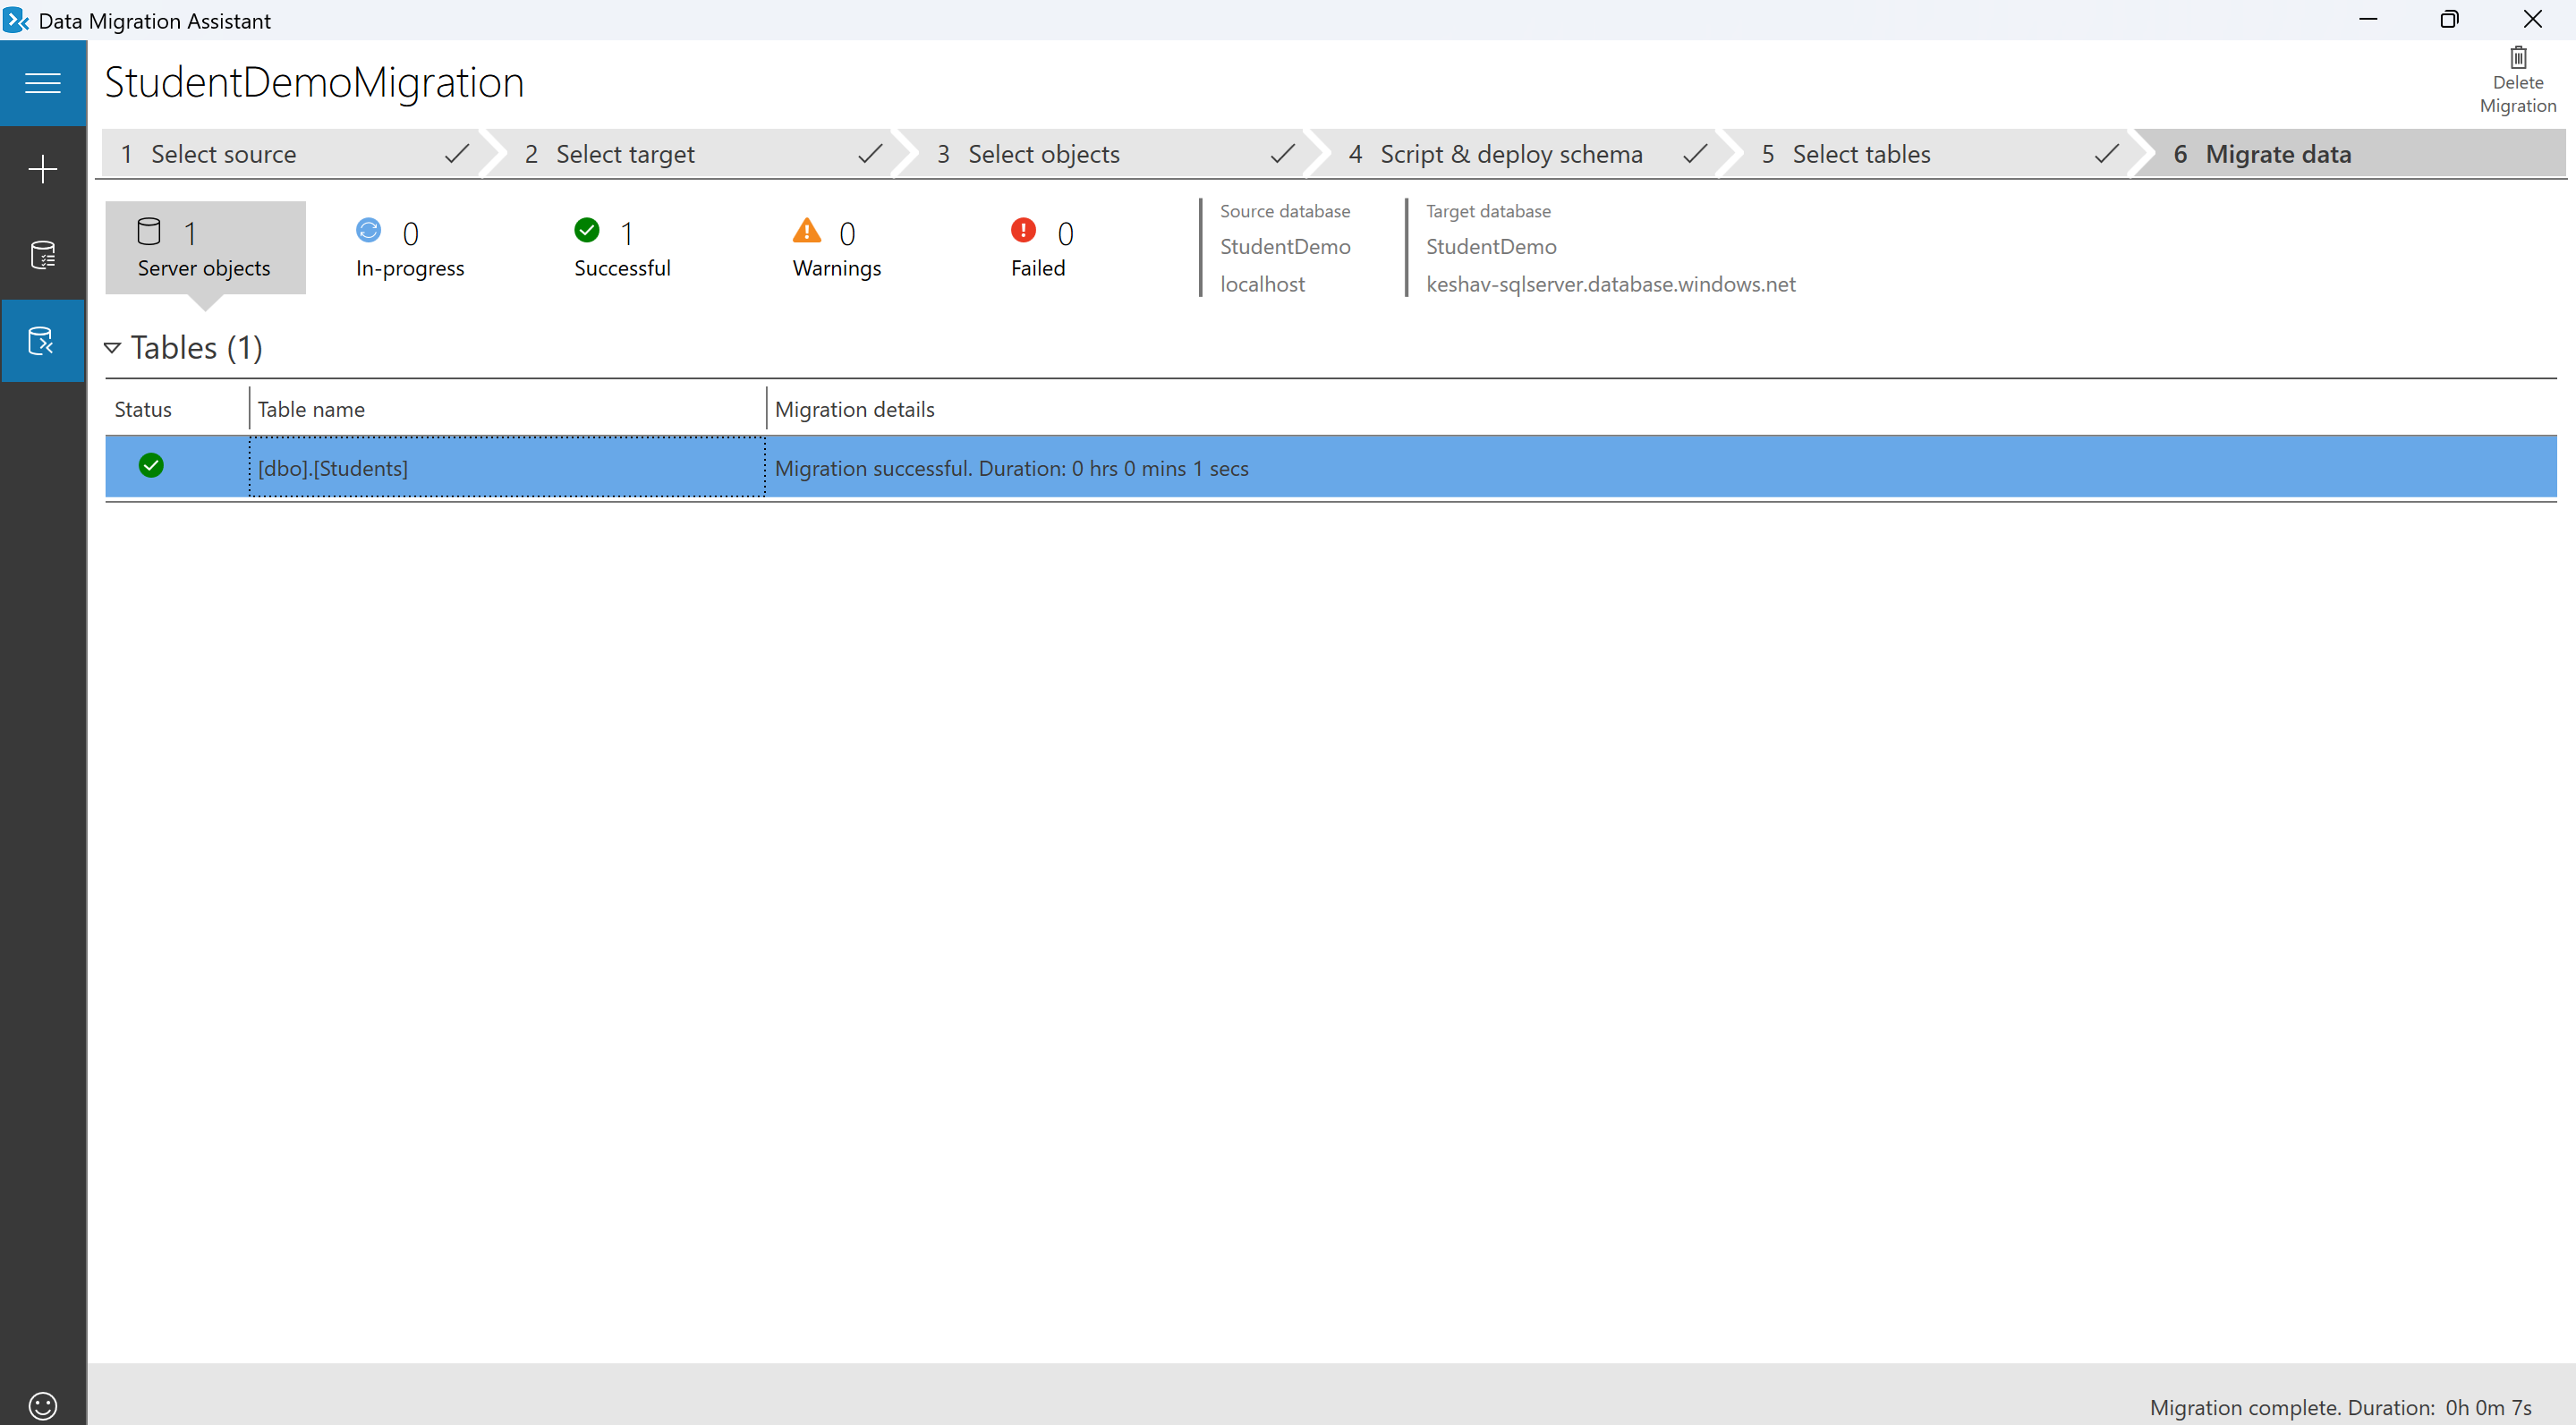 Data Migration Assistant
StudentDemoMigration
Delete
Migration
1 Select source
2 Select target
3 Select objects
4 Script & deploy schema
5 Select tables
6 Migrate data
1
Server objects
0
In-progress
1
Successful
0
Warnings
0
Failed
Source database
StudentDemo
localhost
Target database
StudentDemo
keshav-sqlserver.database.windows.net
Tables (1)
Status Table name Migration details
[dbo].[Students] Migration successful. Duration: 0 hrs 0 mins 1 secs
Migration complete. Duration: 0h 0m 7s